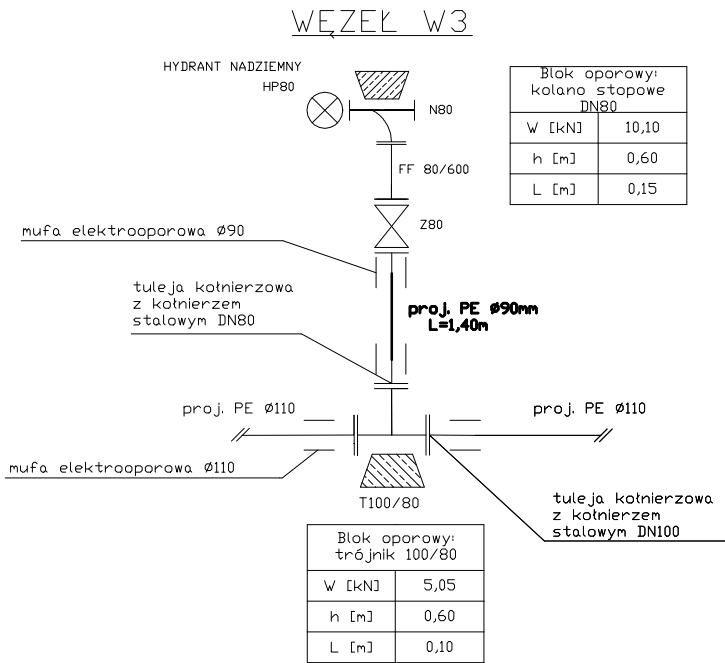 WĘZEŁ W3
HYDRANT NADZIEMNY
HP80
N80
Blok oporowy:
kolano stopowe
DN80
W [kN] 10,10
h [m] 0,60
L [m] 0,15
FF 80/600
Z80
mufa elektrooporowa Ø90
tuleja kołnierzowa
z kołnierzem
stalowym DN80
proj. PE Ø90mm
L=1,40m
proj. PE Ø110
proj. PE Ø110
mufa elektrooporowa Ø110
T100/80
tuleja kołnierzowa
z kołnierzem
stalowym DN100
Blok oporowy:
trójnik 100/80
W [kN] 5,05
h [m] 0,60
L [m] 0,10